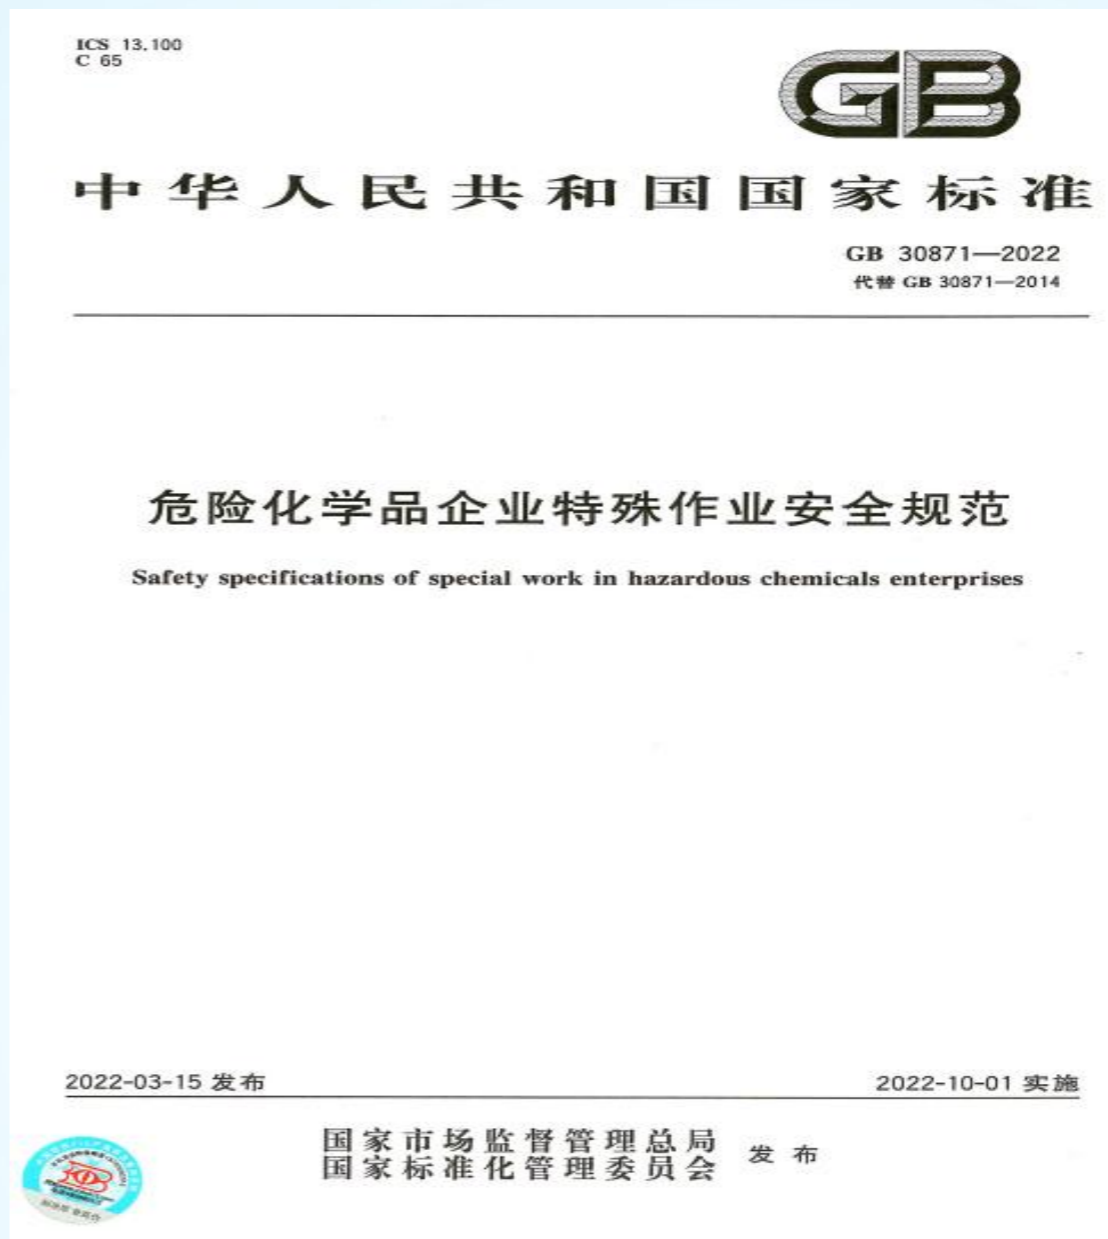 ICS 13.100
C 65
GB
中华人民共和国国家标准
GB 30871—2022
代替 GB 30871—2014
危险化学品企业特殊作业安全规范
Safety specifications of special work in hazardous chemicals enterprises
2022-03-15 发布
2022-10-01 实施
国家市场监督管理总局
国家标准化管理委员会
发布